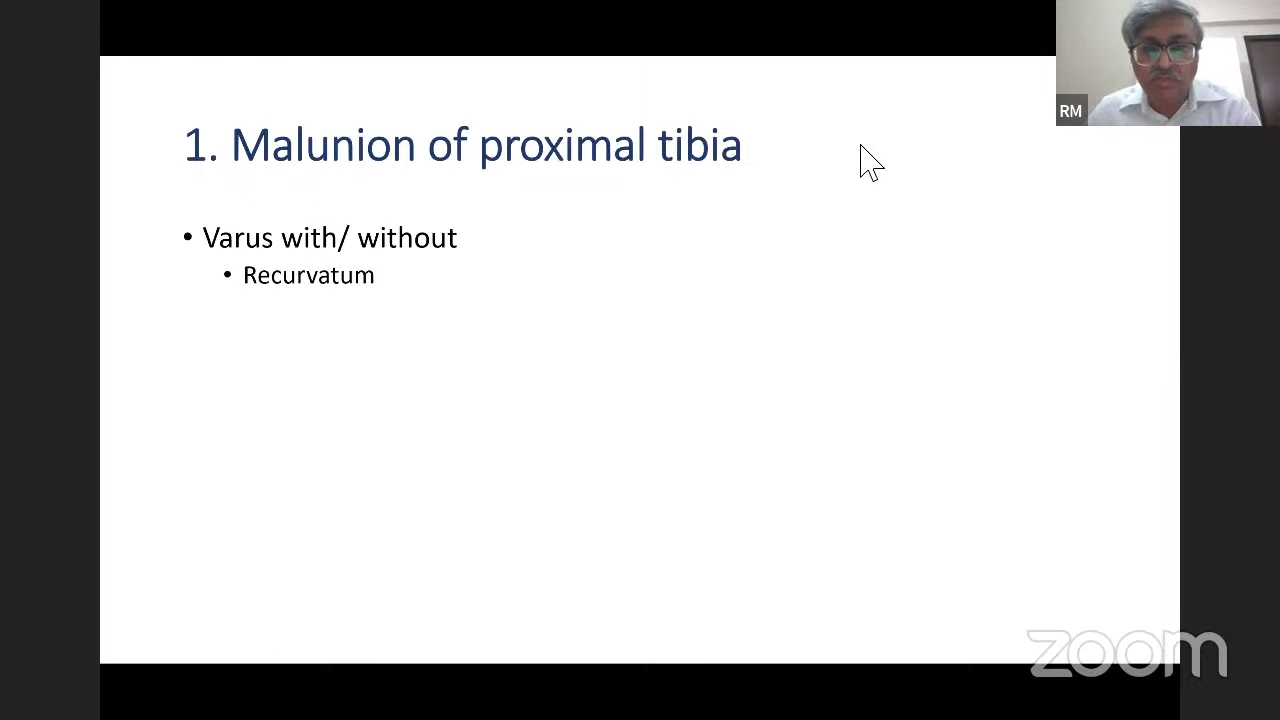 RM
1. Malunion of proximal tibia
• Varus with/ without
• Recurvatum
zoom